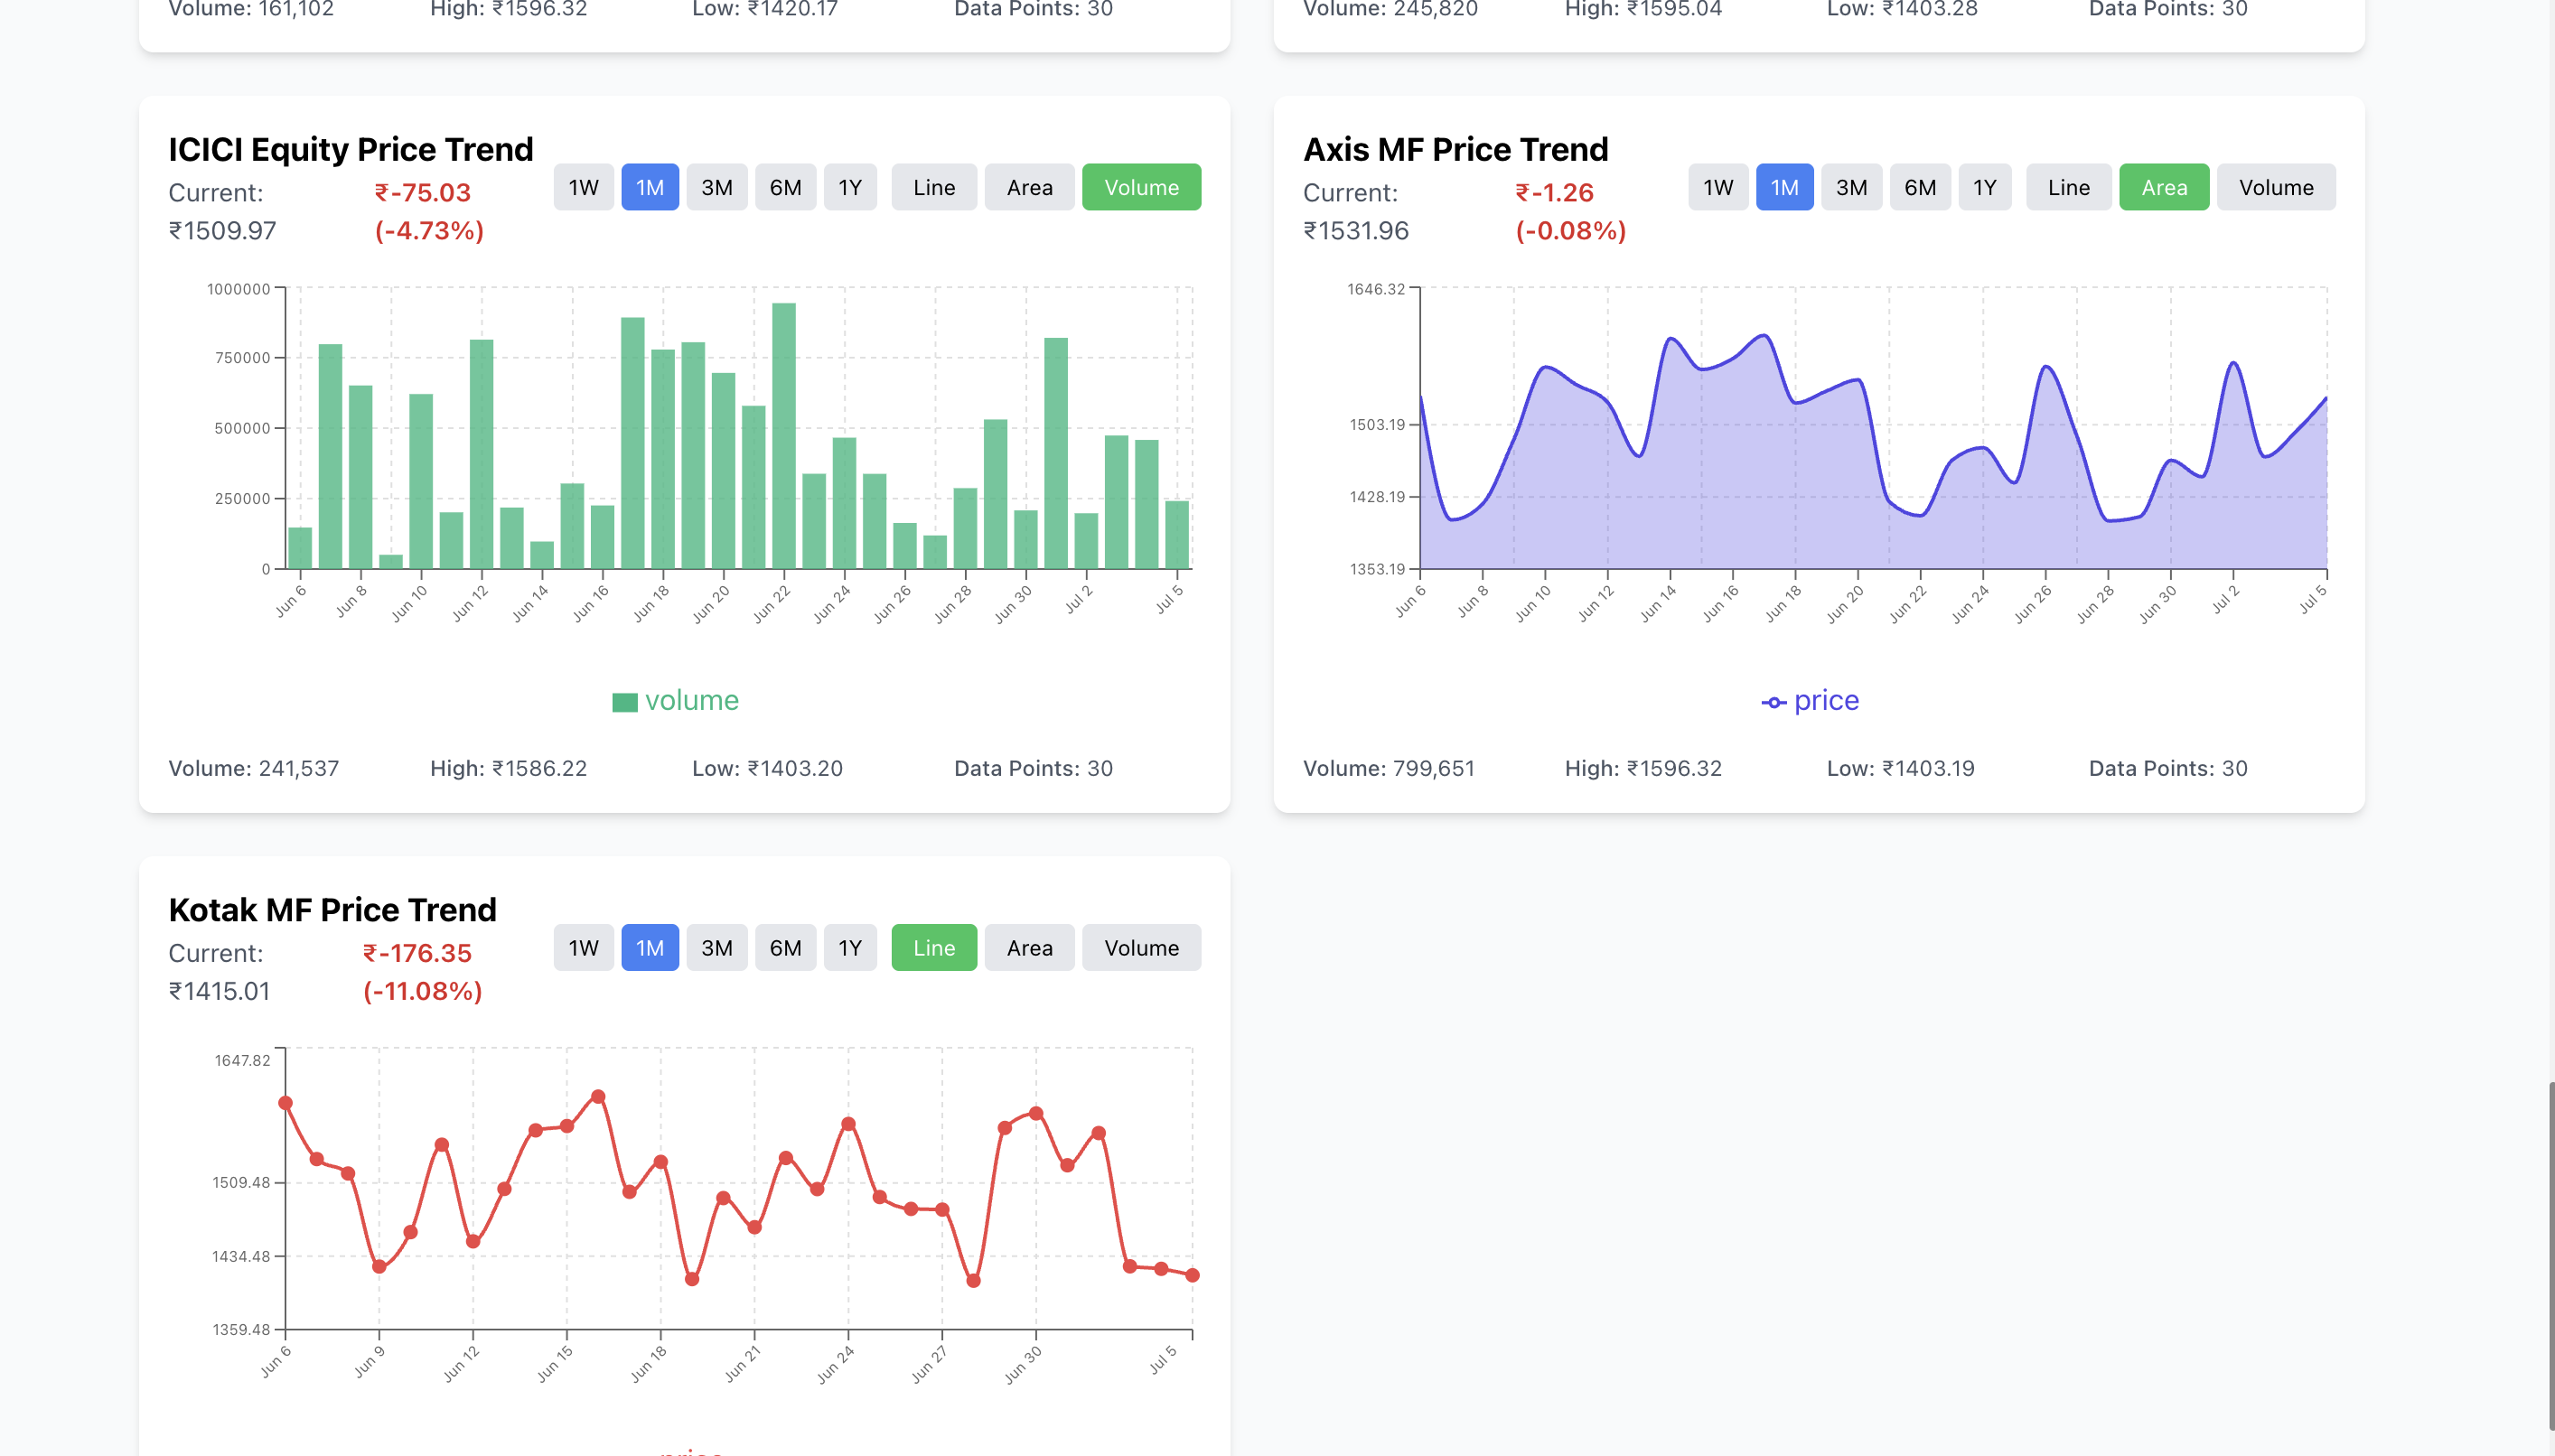 Volume: 161,102 High: ₹1596.32 Low: ₹1420.17 Data Points: 30
Volume: 245,820 High: ₹1595.04 Low: ₹1403.28 Data Points: 30
ICICI Equity Price Trend
Current: ₹-75.03
₹1509.97 (-4.73%)
1W 1M 3M 6M 1Y Line Area Volume
1000000
750000
500000
250000
0
Jun 6 Jun 8 Jun 10 Jun 12 Jun 14 Jun 16 Jun 18 Jun 20 Jun 22 Jun 24 Jun 26 Jun 28 Jun 30 Jul 2 Jul 5
volume
Volume: 241,537 High: ₹1586.22 Low: ₹1403.20 Data Points: 30
Axis MF Price Trend
Current: ₹-1.26
₹1531.96 (-0.08%)
1W 1M 3M 6M 1Y Line Area Volume
1646.32
1503.19
1428.19
1353.19
Jun 6 Jun 8 Jun 10 Jun 12 Jun 14 Jun 16 Jun 18 Jun 20 Jun 22 Jun 24 Jun 26 Jun 28 Jun 30 Jul 2 Jul 5
price
Volume: 799,651 High: ₹1596.32 Low: ₹1403.19 Data Points: 30
Kotak MF Price Trend
Current: ₹-176.35
₹1415.01 (-11.08%)
1W 1M 3M 6M 1Y Line Area Volume
1647.82
1509.48
1434.48
1359.48
Jun 6 Jun 9 Jun 12 Jun 15 Jun 18 Jun 21 Jun 24 Jun 27 Jun 30 Jul 5